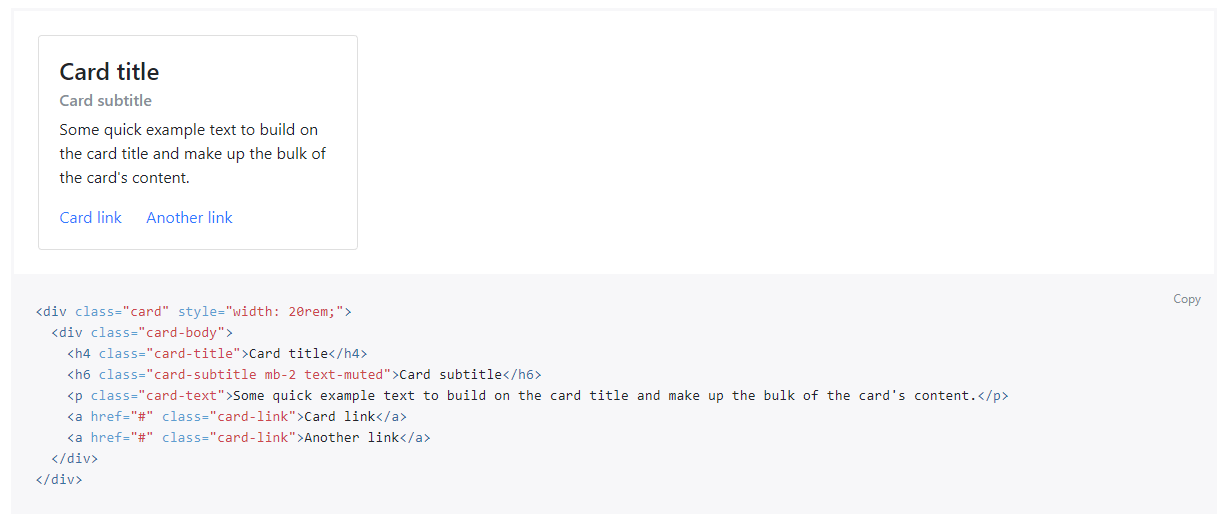 Card title
Card subtitle
Some quick example text to build on
the card title and make up the bulk of
the card's content.
Card link Another link
Copy
<div class="card" style="width: 20rem;">
  <div class="card-body">
    <h4 class="card-title">Card title</h4>
    <h6 class="card-subtitle mb-2 text-muted">Card subtitle</h6>
    <p class="card-text">Some quick example text to build on the card title and make up the bulk of the card's content.</p>
    <a href="#" class="card-link">Card link</a>
    <a href="#" class="card-link">Another link</a>
  </div>
</div>